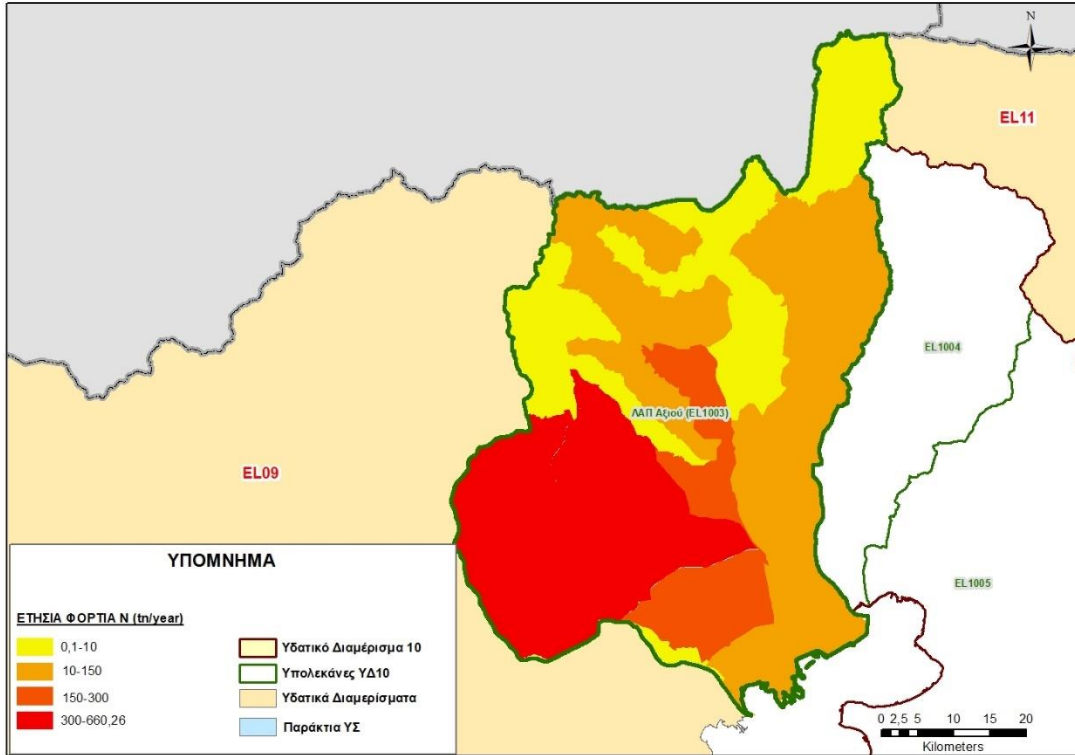 N
EL11
EL1004
ΛΑΠ Αξιού (EL1003)
EL09
EL1005
ΥΠΟΜΝΗΜΑ
ΕΤΗΣΙΑ ΦΟΡΤΙΑ Ν (tn/year)
0,1-10
10-150
150-300
300-660,26
Υδατικό Διαμέρισμα 10
Υπολεκάνες ΥΔ10
Υδατικά Διαμερίσματα
Παράκτια ΥΣ
0 2,5 5 10 15 20
Kilometers